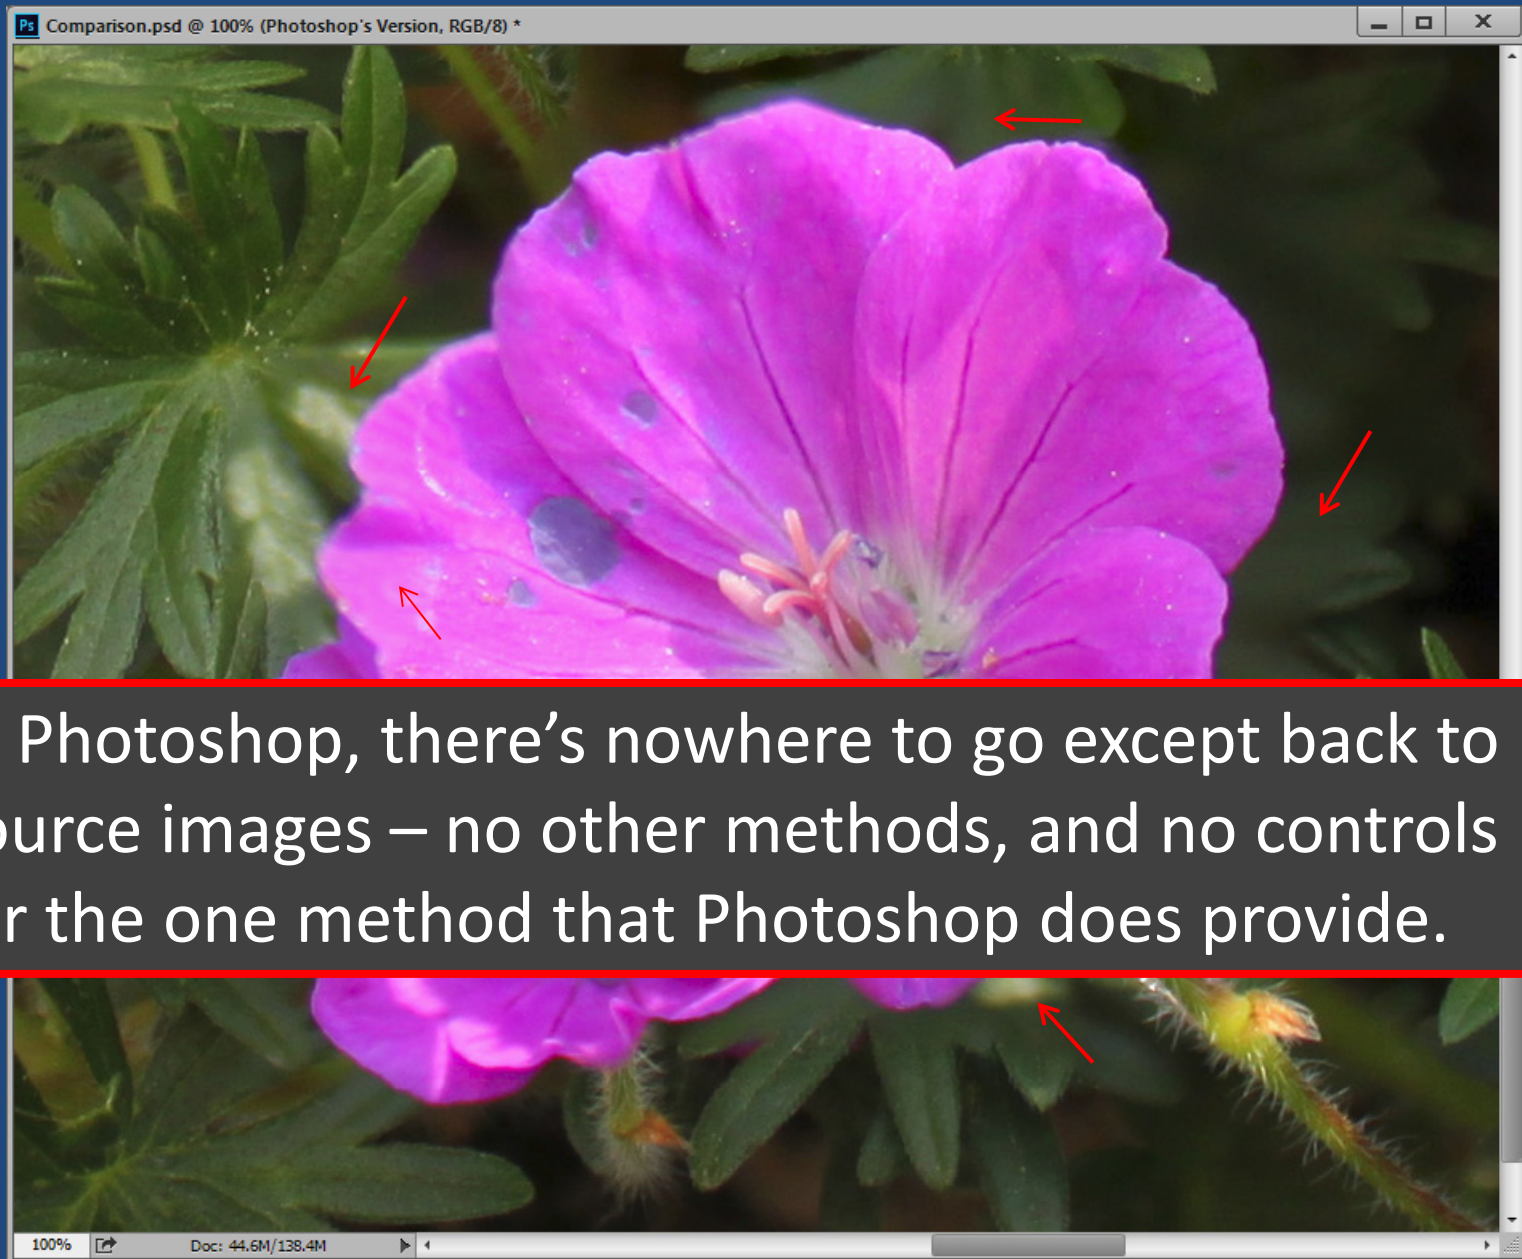 Ps Comparison.psd @ 100% (Photoshop's Version, RGB/8) *
Photoshop, there’s nowhere to go except back to
images – no other methods, and no controls
the one method that Photoshop does provide.
100% Doc: 44.6M/138.4M